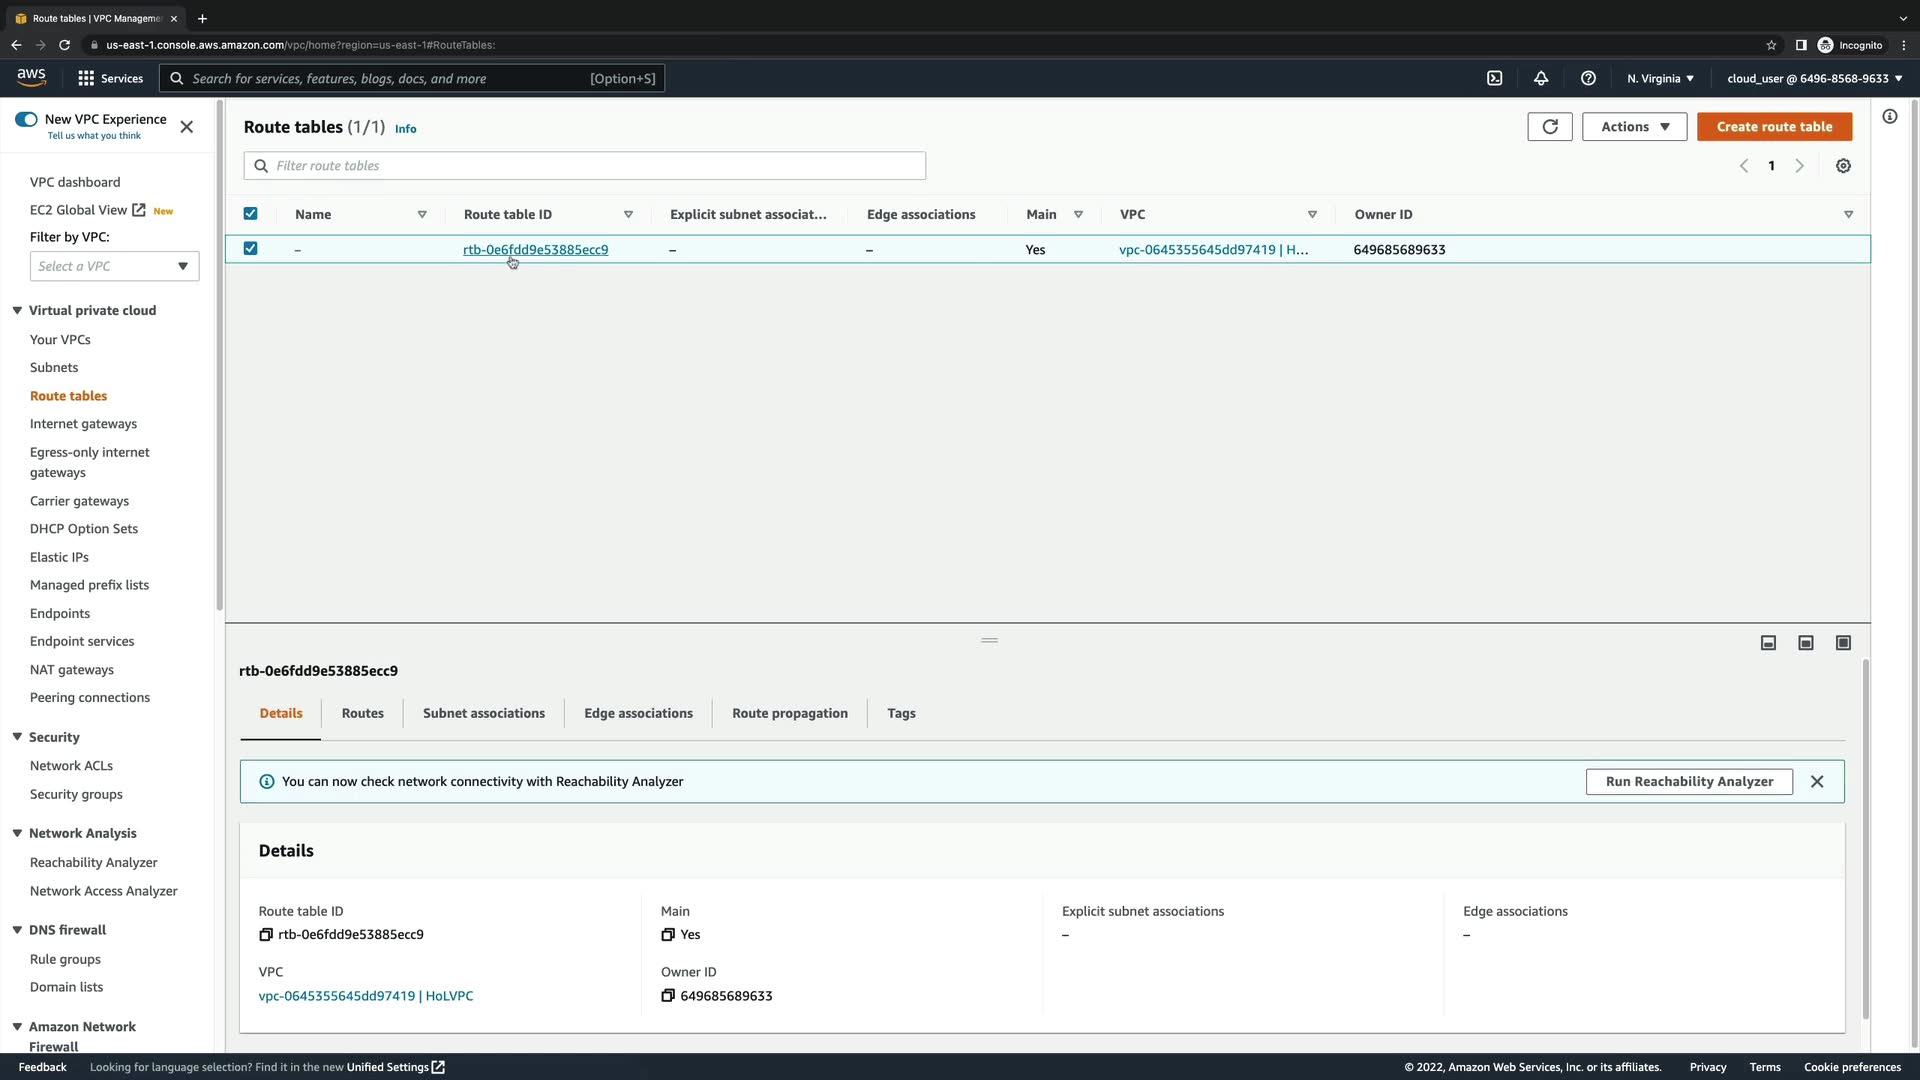 Route tables | VPC Manageme
us-east-1.console.aws.amazon.com/vpc/home?region=us-east-1#RouteTables:
Incognito
aws
Services
Search for services, features, blogs, docs, and more
[Option+S]
N. Virginia
cloud_user @ 6496-8568-9633
New VPC Experience
Tell us what you think
VPC dashboard
EC2 Global View New
Filter by VPC:
Select a VPC
Virtual private cloud
Your VPCs
Subnets
Route tables
Internet gateways
Egress-only internet
gateways
Carrier gateways
DHCP Option Sets
Elastic IPs
Managed prefix lists
Endpoints
Endpoint services
NAT gateways
Peering connections
Security
Network ACLs
Security groups
Network Analysis
Reachability Analyzer
Network Access Analyzer
DNS firewall
Rule groups
Domain lists
Amazon Network
Firewall
Route tables (1/1) Info
Actions
Create route table
Filter route tables
1
Name Route table ID Explicit subnet associat... Edge associations Main VPC Owner ID
– rtb-0e6fdd9e53885ecc9 – – Yes vpc-0645355645dd97419 | H... 649685689633
rtb-0e6fdd9e53885ecc9
Details Routes Subnet associations Edge associations Route propagation Tags
You can now check network connectivity with Reachability Analyzer
Run Reachability Analyzer
Details
Route table ID
rtb-0e6fdd9e53885ecc9
Main
Yes
Explicit subnet associations
–
Edge associations
–
VPC
vpc-0645355645dd97419 | HoLVPC
Owner ID
649685689633
Feedback
Looking for language selection? Find it in the new Unified Settings
© 2022, Amazon Web Services, Inc. or its affiliates.
Privacy
Terms
Cookie preferences